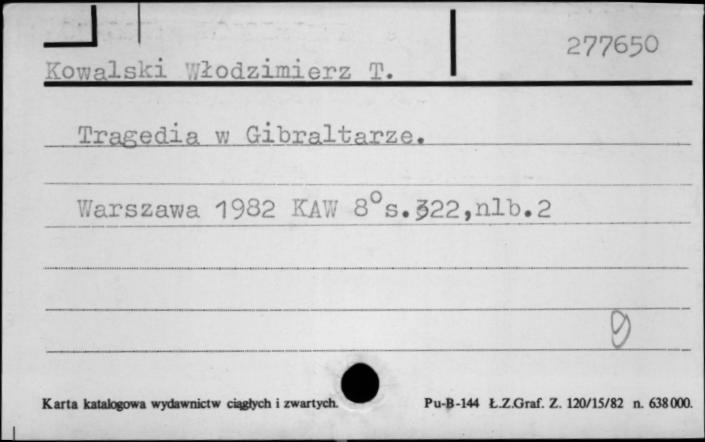 277650
Kowalski Włodzimierz T.
Tragedia w Gibraltarze.
Warszawa 1982 KAW 8° s.322,nlb.2
Karta katalogowa wydawnictw ciągłych i zwartych. Pu-B-144 Ł.Z.Graf. Z. 120/15/82 n. 638 000.